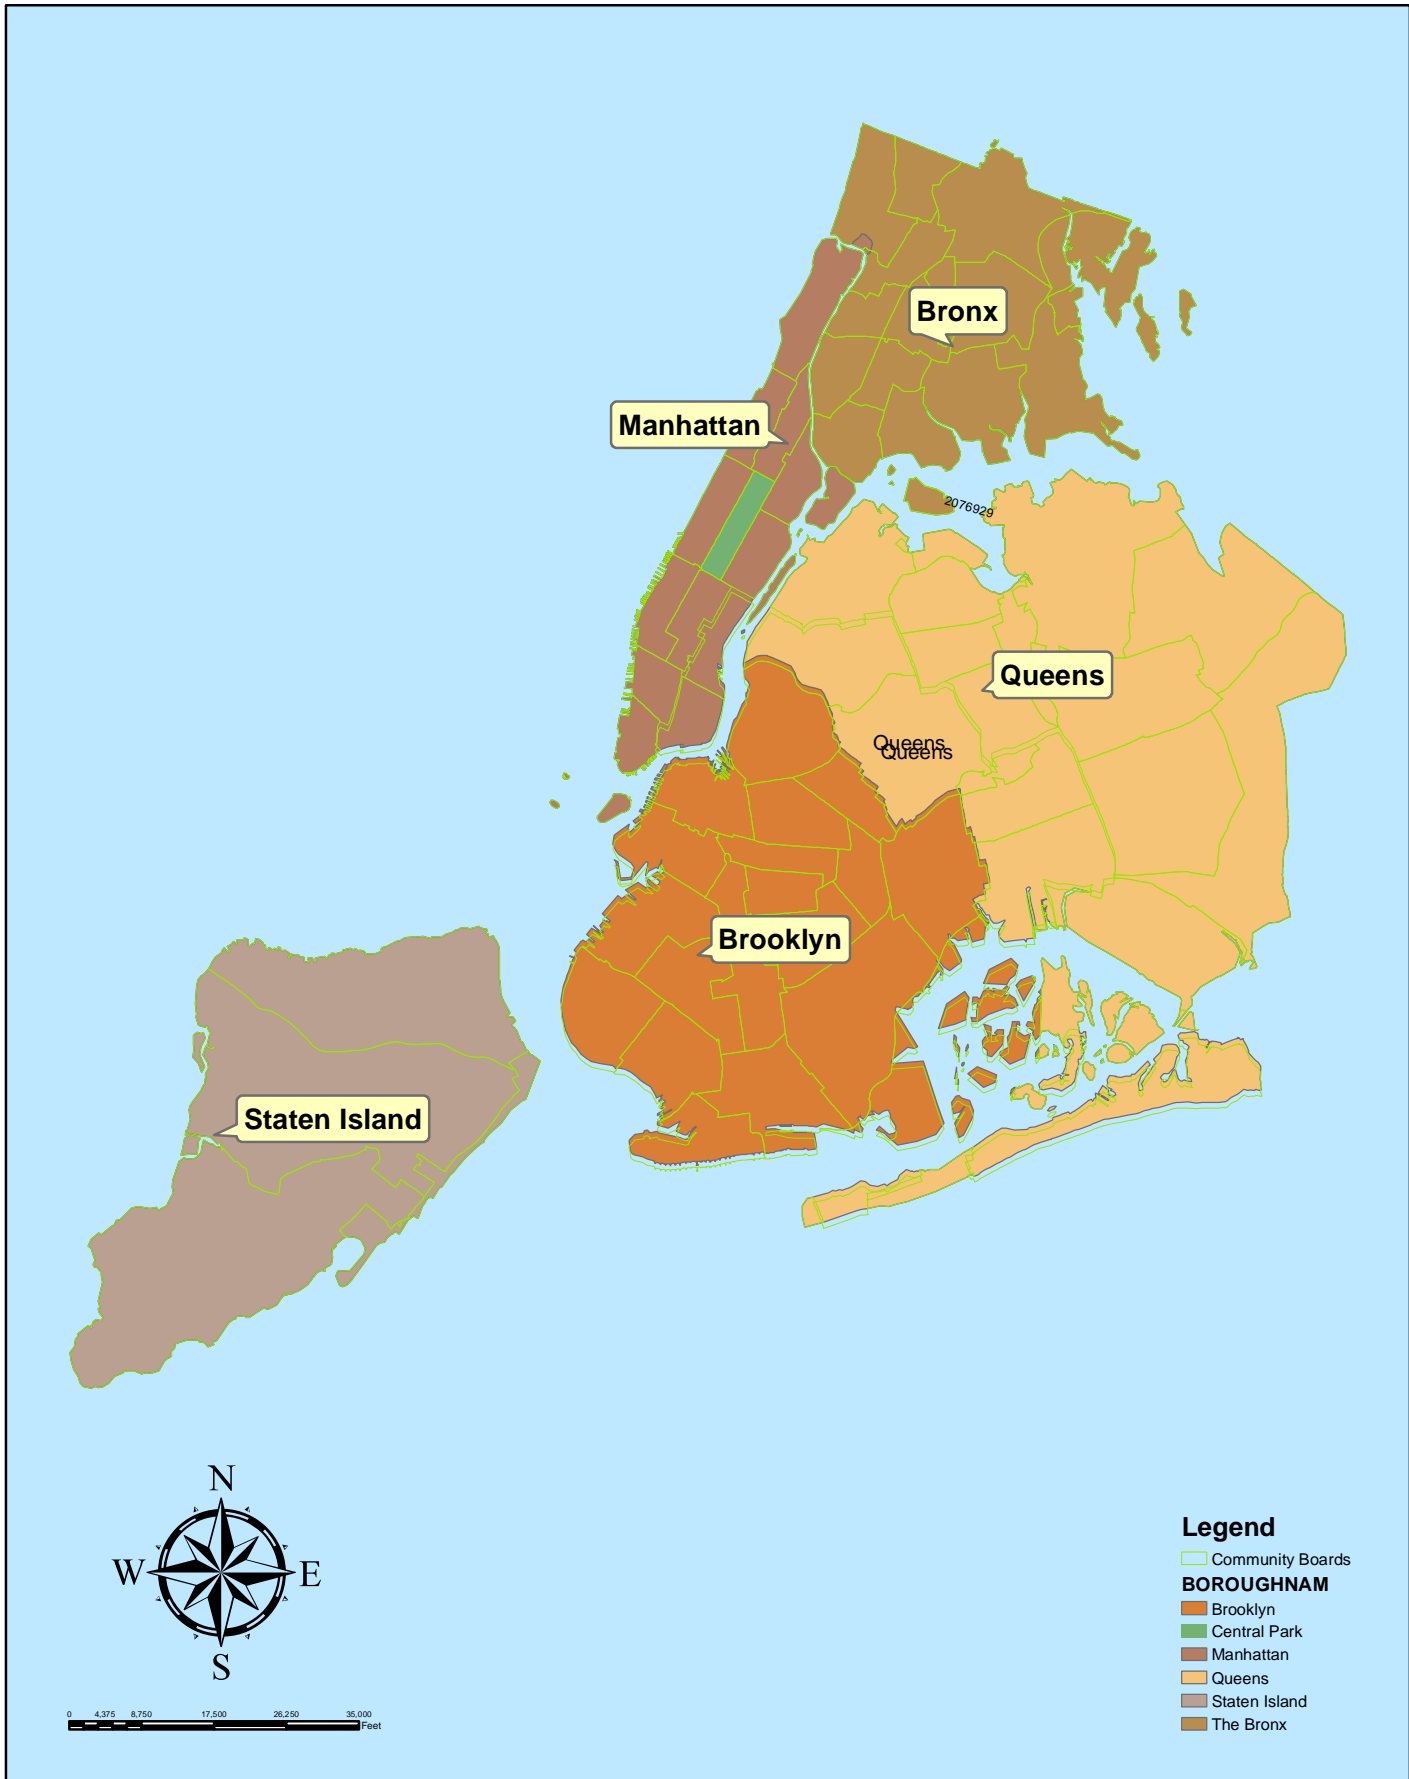 Bronx
Manhattan
2076929
Queens
Queens
Queens
Brooklyn
Staten Island
N
W E
S
0 4,375 8,750 17,500 26,250 35,000
Feet
Legend
Community Boards
BOROUGHNAM
Brooklyn
Central Park
Manhattan
Queens
Staten Island
The Bronx